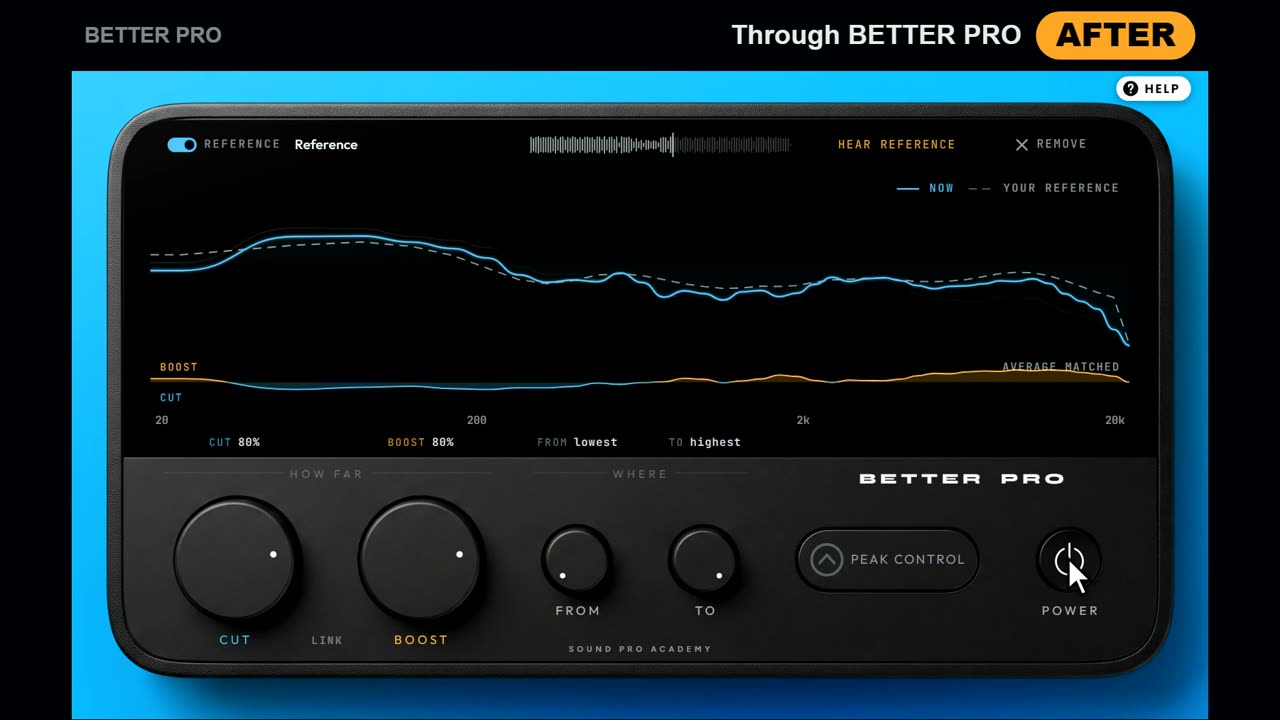 BETTER PRO
Through BETTER PRO AFTER
? HELP
REFERENCE Reference HEAR REFERENCE REMOVE
NOW YOUR REFERENCE
BOOST
AVERAGE MATCHED
CUT
20 200 2k 20k
CUT 80% BOOST 80% FROM lowest TO highest
HOW FAR WHERE
BETTER PRO
PEAK CONTROL
FROM TO POWER
CUT LINK BOOST
SOUND PRO ACADEMY